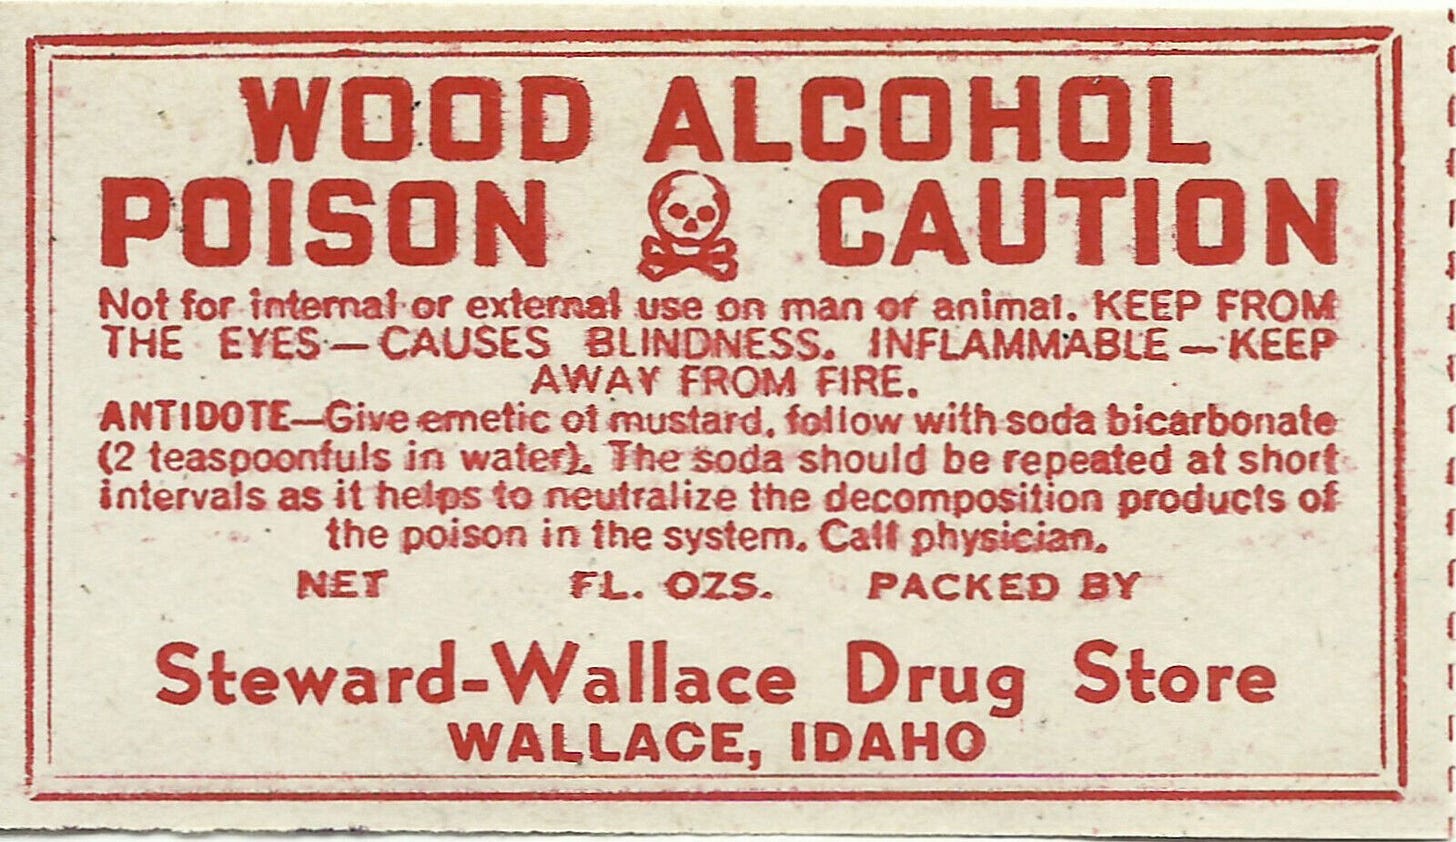 WOOD ALCOHOL
POISON CAUTION
Not for internal or external use on man or animal. KEEP FROM
THE EYES — CAUSES BLINDNESS. INFLAMMABLE — KEEP
AWAY FROM FIRE.
ANTIDOTE—Give emetic of mustard, follow with soda bicarbonate
(2 teaspoonfuls in water). The soda should be repeated at short
intervals as it helps to neutralize the decomposition products of
the poison in the system. Call physician.
NET FL. OZS. PACKED BY
Steward-Wallace Drug Store
WALLACE, IDAHO